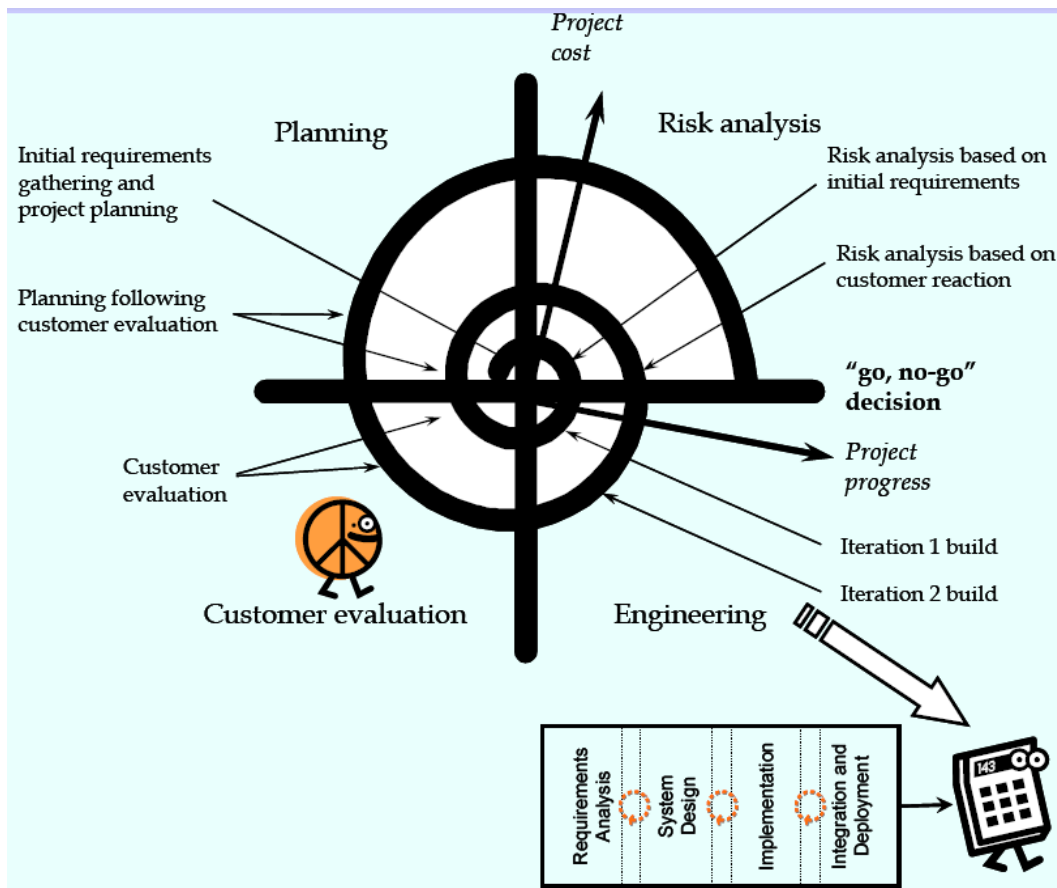 Project
cost
Planning
Risk analysis
Initial requirements
gathering and
project planning
Risk analysis based on
initial requirements
Risk analysis based on
customer reaction
Planning following
customer evaluation
“go, no-go”
decision
Project
progress
Customer
evaluation
Iteration 1 build
Iteration 2 build
Customer evaluation
Engineering
Requirements
Analysis
System
Design
Implementation
Integration and
Deployment
143